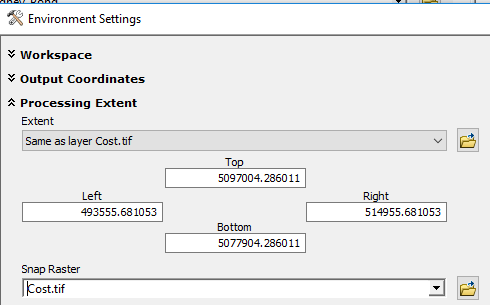 Environment Settings
Workspace
Output Coordinates
Processing Extent
Extent
Same as layer Cost.tif
Top
5097004.286011
Left
Right
493555.681053
514955.681053
Bottom
5077904.286011
Snap Raster
Cost.tif